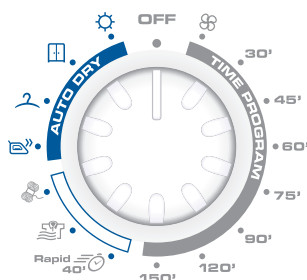 OFF
30'
45'
60'
75'
90'
120'
150'
Rapid
40'
AUTO DRY
TIME PROGRAM